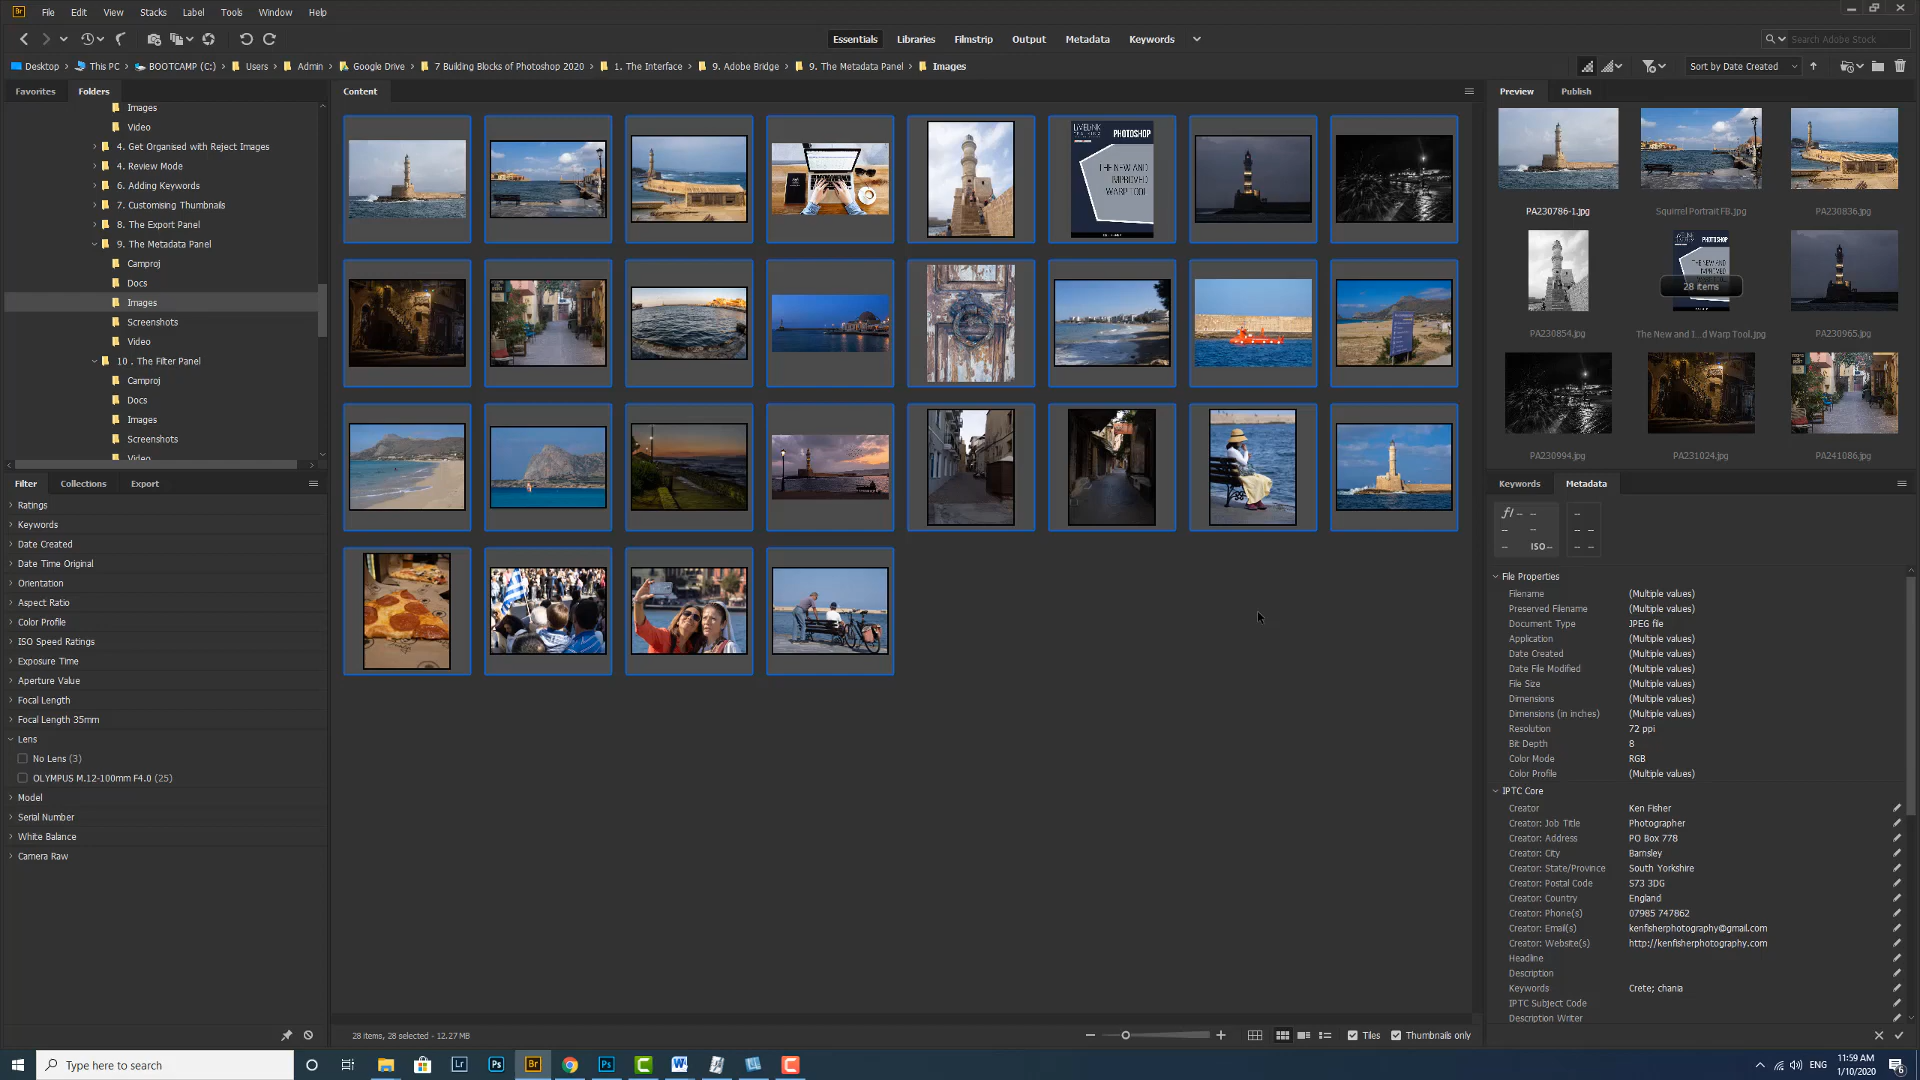 Br File Edit View Stacks Label Tools Window Help
Essentials Libraries Filmstrip Output Metadata Keywords
Search Adobe Stock
Desktop This PC BOOTCAMP (C:) Users Admin Google Drive 7 Building Blocks of Photoshop 2020 1. The Interface 9. Adobe Bridge 9. The Metadata Panel Images
Sort by Date Created
Favorites Folders
Images
Video
4. Get Organised with Reject Images
4. Review Mode
6. Adding Keywords
7. Customising Thumbnails
8. The Export Panel
9. The Metadata Panel
Camproj
Docs
Images
Screenshots
Video
10 . The Filter Panel
Camproj
Docs
Images
Screenshots
Video
Filter Collections Export
Ratings
Keywords
Date Created
Date Time Original
Orientation
Aspect Ratio
Color Profile
ISO Speed Ratings
Exposure Time
Aperture Value
Focal Length
Focal Length 35mm
Lens
No Lens (3)
OLYMPUS M.12-100mm F4.0 (25)
Model
Serial Number
White Balance
Camera Raw
Content
PHOTOSHOP
THE NEW AND
IMPROVED
WARP TOOL
28 items, 28 selected - 12.27 MB
Tiles Thumbnails only
Preview Publish
PA230786-1.jpg Squirrel Portrait FB.jpg PA230836.jpg
PHOTOSHOP
28 items
PA230854.jpg The New and I...d Warp Tool.jpg PA230965.jpg
PA230994.jpg PA231024.jpg PA241086.jpg
Keywords Metadata
f/ -- --
-- --
-- ISO--
--
-- --
-- --
File Properties
Filename (Multiple values)
Preserved Filename (Multiple values)
Document Type JPEG file
Application (Multiple values)
Date Created (Multiple values)
Date File Modified (Multiple values)
File Size (Multiple values)
Dimensions (Multiple values)
Dimensions (in inches) (Multiple values)
Resolution 72 ppi
Bit Depth 8
Color Mode RGB
Color Profile (Multiple values)
IPTC Core
Creator Ken Fisher
Creator: Job Title Photographer
Creator: Address PO Box 778
Creator: City Barnsley
Creator: State/Province South Yorkshire
Creator: Postal Code S73 3DG
Creator: Country England
Creator: Phone(s) 07985 747862
Creator: Email(s) kenfisherphotography@gmail.com
Creator: Website(s) http://kenfisherphotography.com
Headline
Description
Keywords Crete; chania
IPTC Subject Code
Description Writer
Type here to search
Lr Ps Br Ps
ENG
11:59 AM
1/10/2020
6